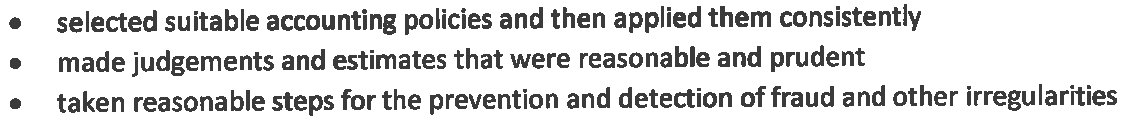 • selected suitable accounting policies and then applied them consistently
• made judgements and estimates that were reasonable and prudent
• taken reasonable steps for the prevention and detection of fraud and other irregularities